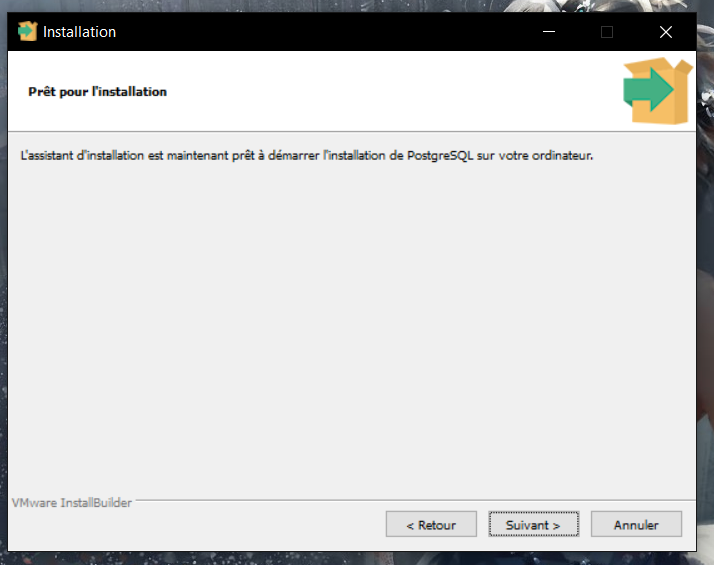 Installation
Prêt pour l'installation
L'assistant d'installation est maintenant prêt à démarrer l'installation de PostgreSQL sur votre ordinateur.
VMware InstallBuilder
< Retour
Suivant >
Annuler